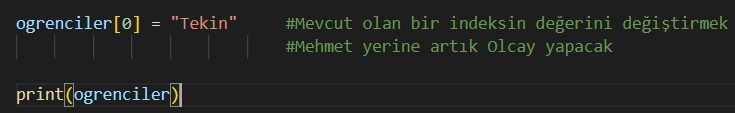 ogrenciler[0] = "Tekin" #Mevcut olan bir indeksin değerini değiştirmek
#Mehmet yerine artık Olcay yapacak
print(ogrenciler)